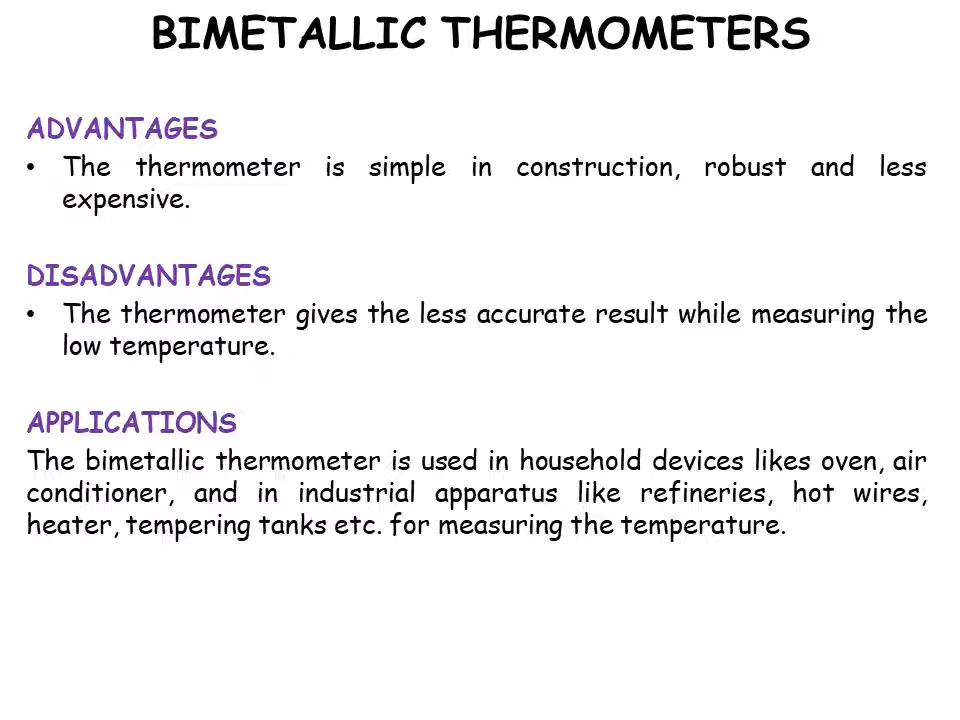 BIMETALLIC THERMOMETERS
ADVANTAGES
• The thermometer is simple in construction, robust and less
expensive.
DISADVANTAGES
• The thermometer gives the less accurate result while measuring the
low temperature.
APPLICATIONS
The bimetallic thermometer is used in household devices likes oven, air
conditioner, and in industrial apparatus like refineries, hot wires,
heater, tempering tanks etc. for measuring the temperature.